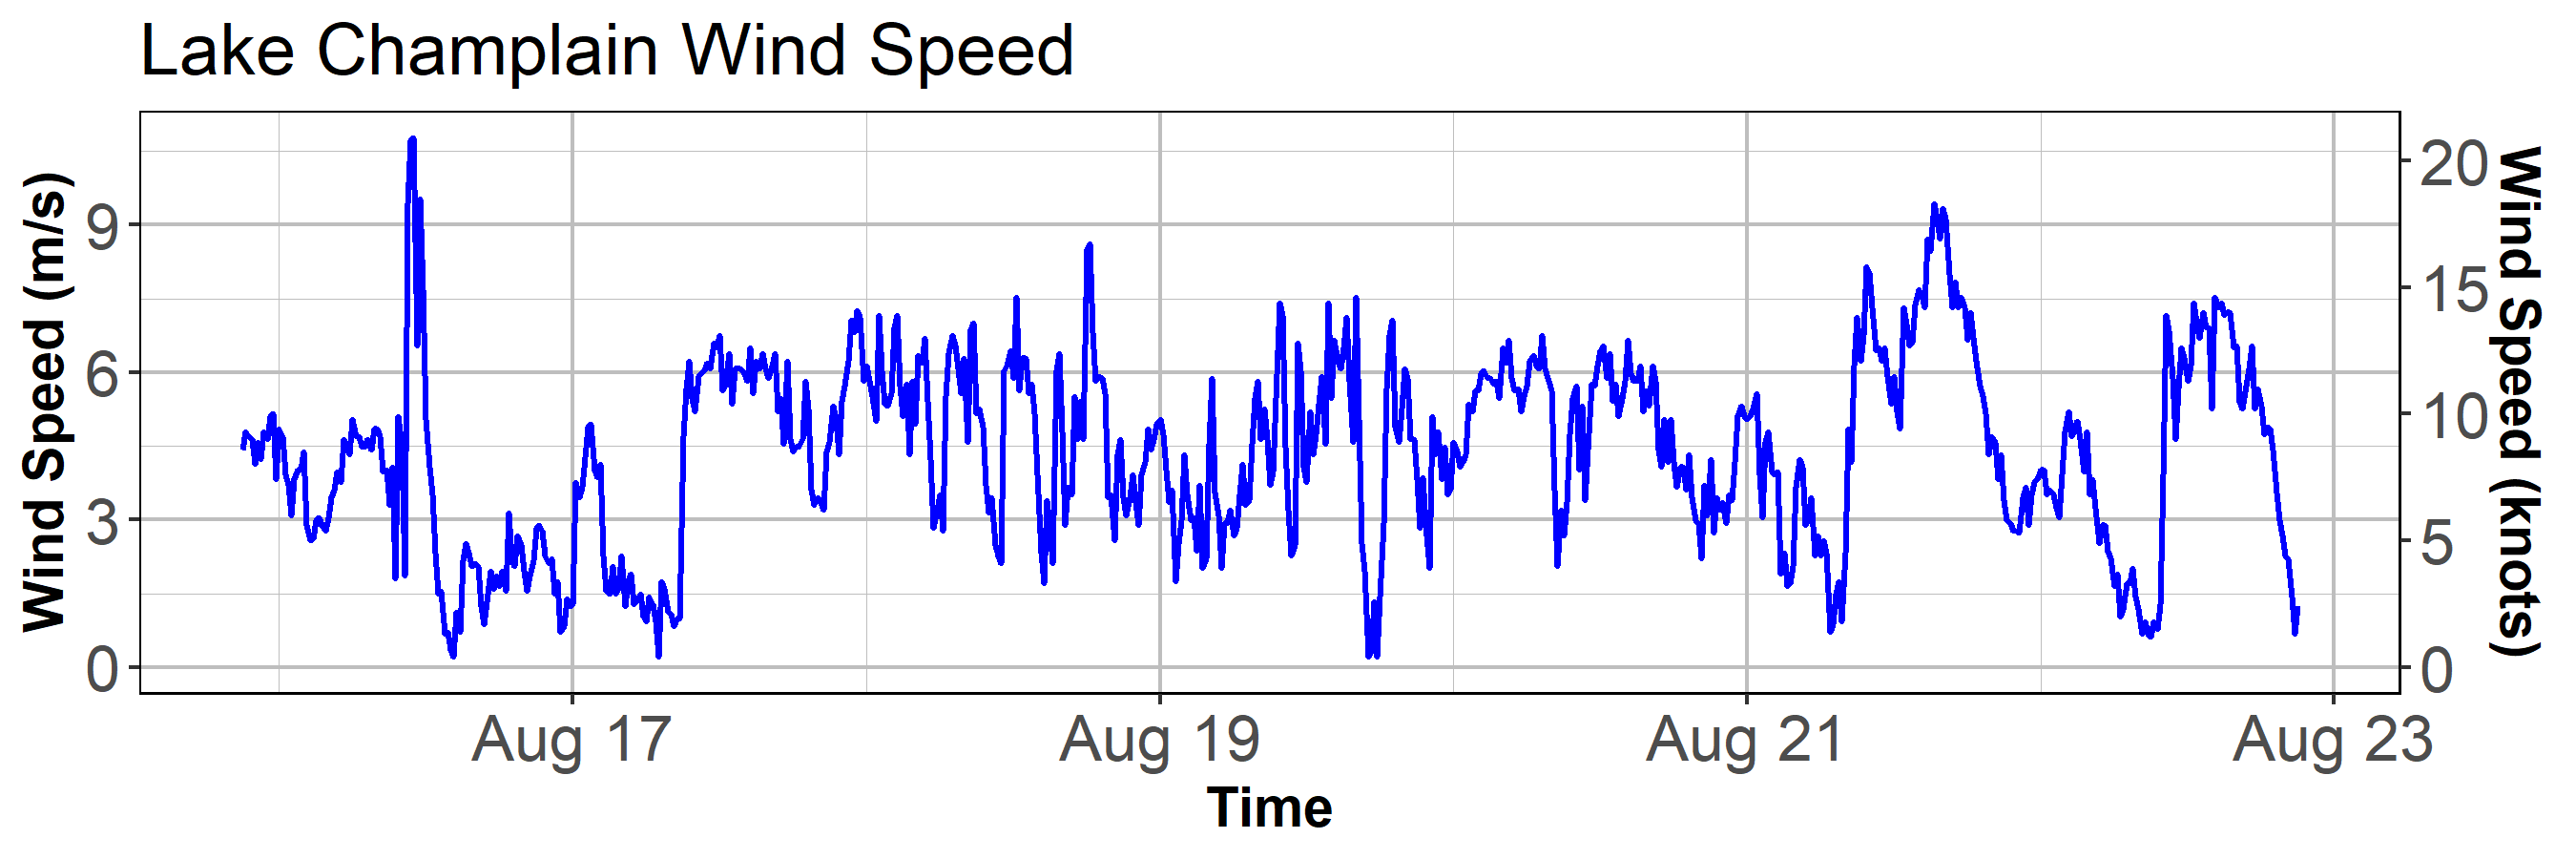 Lake Champlain Wind Speed
Wind Speed (m/s)
9
6
3
0
20
15
10
5
0
Wind Speed (knots)
Aug 17
Aug 19
Aug 21
Aug 23
Time